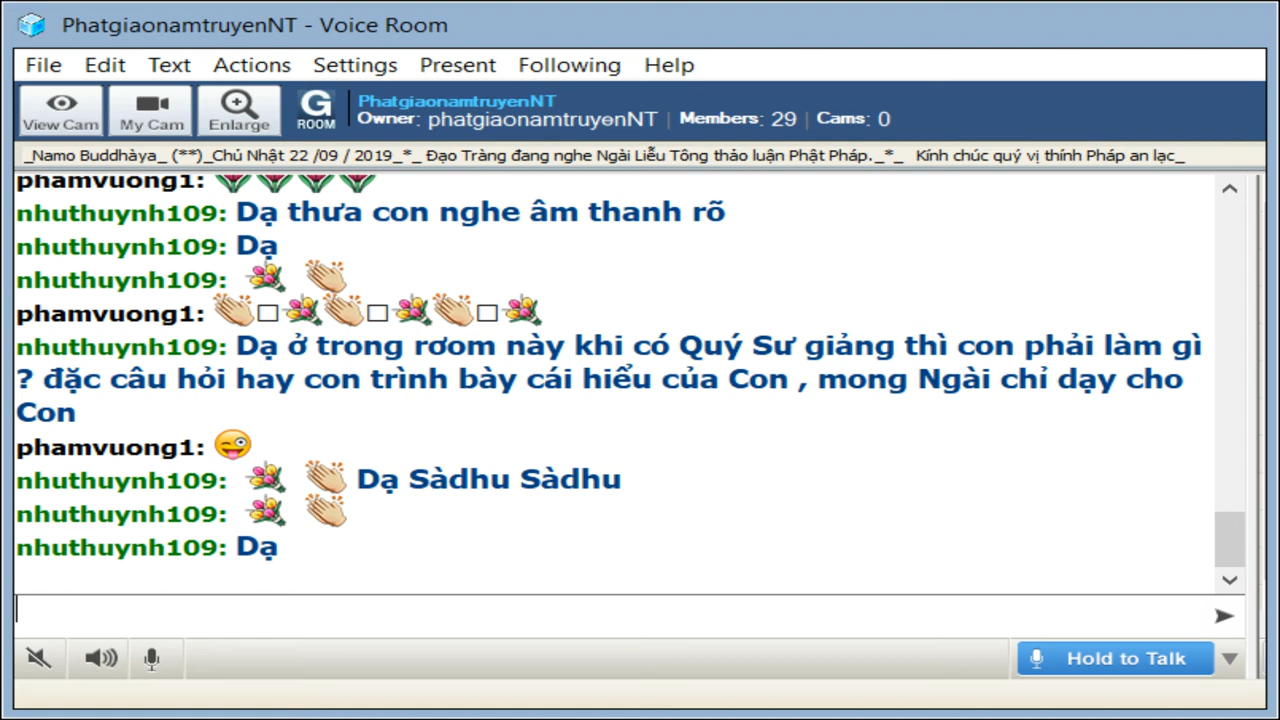 PhatgiaonamtruyenNT - Voice Room
File Edit Text Actions Settings Present Following Help
View Cam My Cam Enlarge G ROOM
PhatgiaonamtruyenNT
Owner: phatgiaonamtruyenNT | Members: 29 | Cams: 0
_Namo Buddhàya_ (**)_Chủ Nhật 22 /09 / 2019_*_ Đạo Tràng đang nghe Ngài Liễu Tông thảo luận Phật Pháp._*_ Kính chúc quý vị thính Pháp an lạc_
phamvuong1:
nhuthuynh109: Dạ thưa con nghe âm thanh rõ
nhuthuynh109: Dạ
nhuthuynh109:
phamvuong1:
nhuthuynh109: Dạ ở trong rơom này khi có Quý Sư giảng thì con phải làm gì
? đặc câu hỏi hay con trình bày cái hiểu của Con , mong Ngài chỉ dạy cho
Con
phamvuong1:
nhuthuynh109: Dạ Sàdhu Sàdhu
nhuthuynh109:
nhuthuynh109: Dạ
Hold to Talk